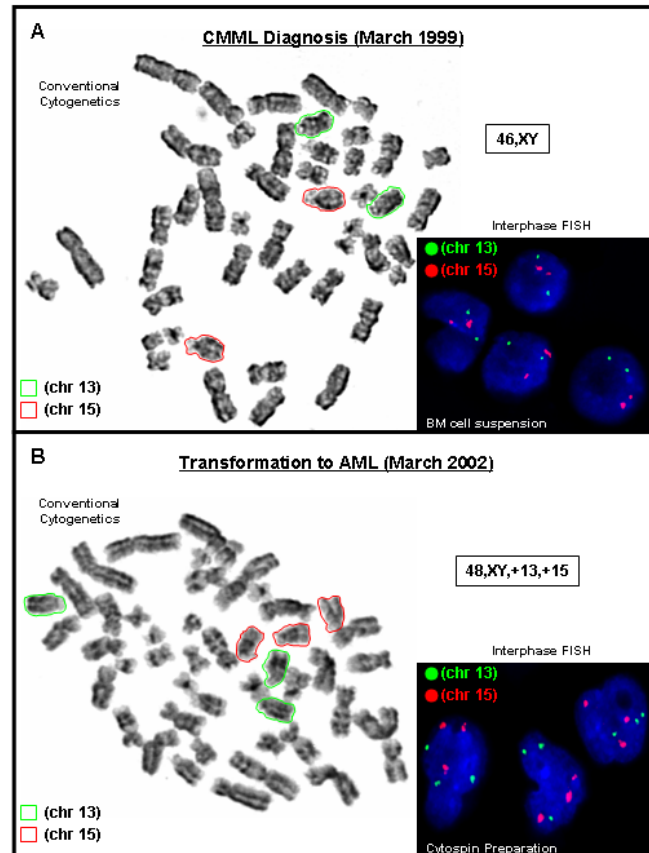 A
CMML Diagnosis (March 1999)
Conventional
Cytogenetics
46,XY
Interphase FISH
(chr 13)
(chr 15)
BM cell suspension
(chr 13)
(chr 15)
B
Transformation to AML (March 2002)
Conventional
Cytogenetics
48,XY,+13,+15
Interphase FISH
(chr 13)
(chr 15)
Cytospin Preparation
(chr 13)
(chr 15)